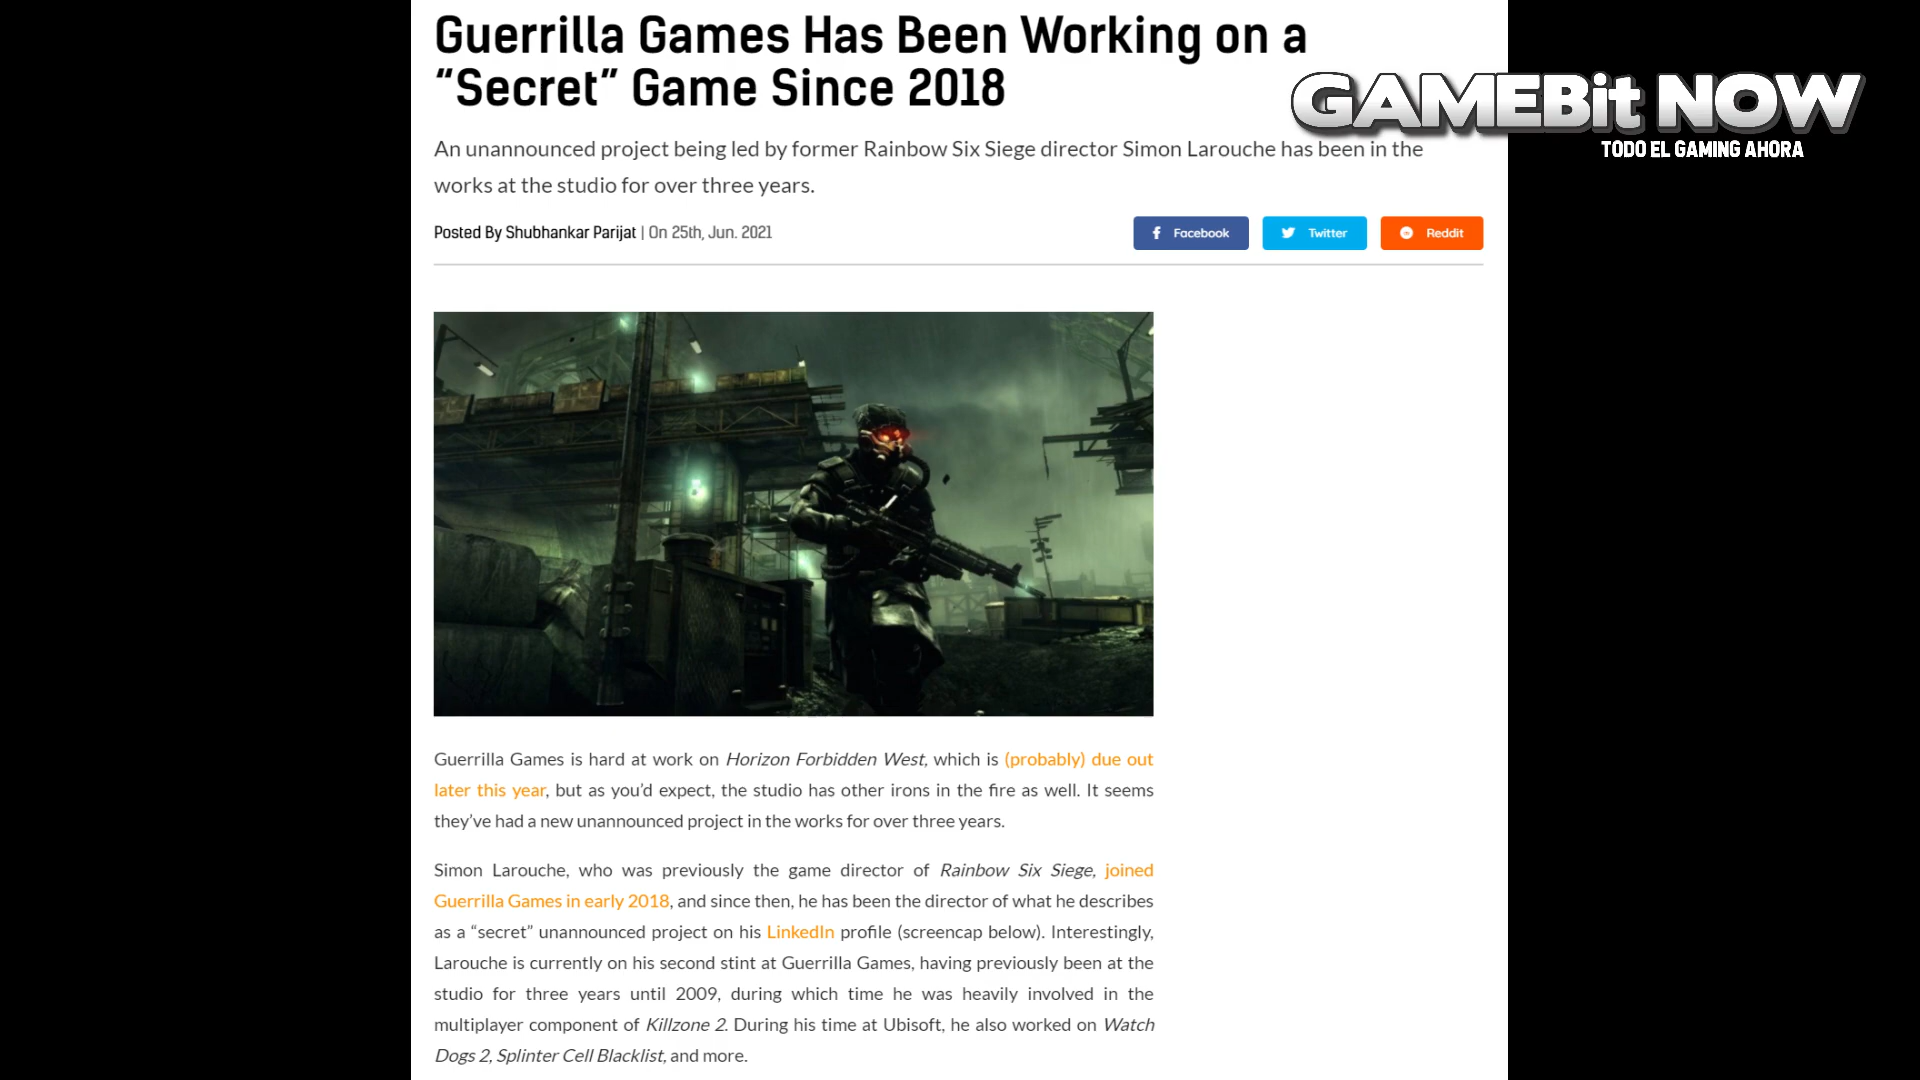 Guerrilla Games Has Been Working on a
“Secret” Game Since 2018
GAMEBit NOW
TODO EL GAMING AHORA
An unannounced project being led by former Rainbow Six Siege director Simon Larouche has been in the
works at the studio for over three years.
Posted By Shubhankar Parijat | On 25th, Jun. 2021
Facebook
Twitter
Reddit
Guerrilla Games is hard at work on Horizon Forbidden West, which is (probably) due out
later this year, but as you’d expect, the studio has other irons in the fire as well. It seems
they’ve had a new unannounced project in the works for over three years.
Simon Larouche, who was previously the game director of Rainbow Six Siege, joined
Guerrilla Games in early 2018, and since then, he has been the director of what he describes
as a “secret” unannounced project on his LinkedIn profile (screencap below). Interestingly,
Larouche is currently on his second stint at Guerrilla Games, having previously been at the
studio for three years until 2009, during which time he was heavily involved in the
multiplayer component of Killzone 2. During his time at Ubisoft, he also worked on Watch
Dogs 2, Splinter Cell Blacklist, and more.